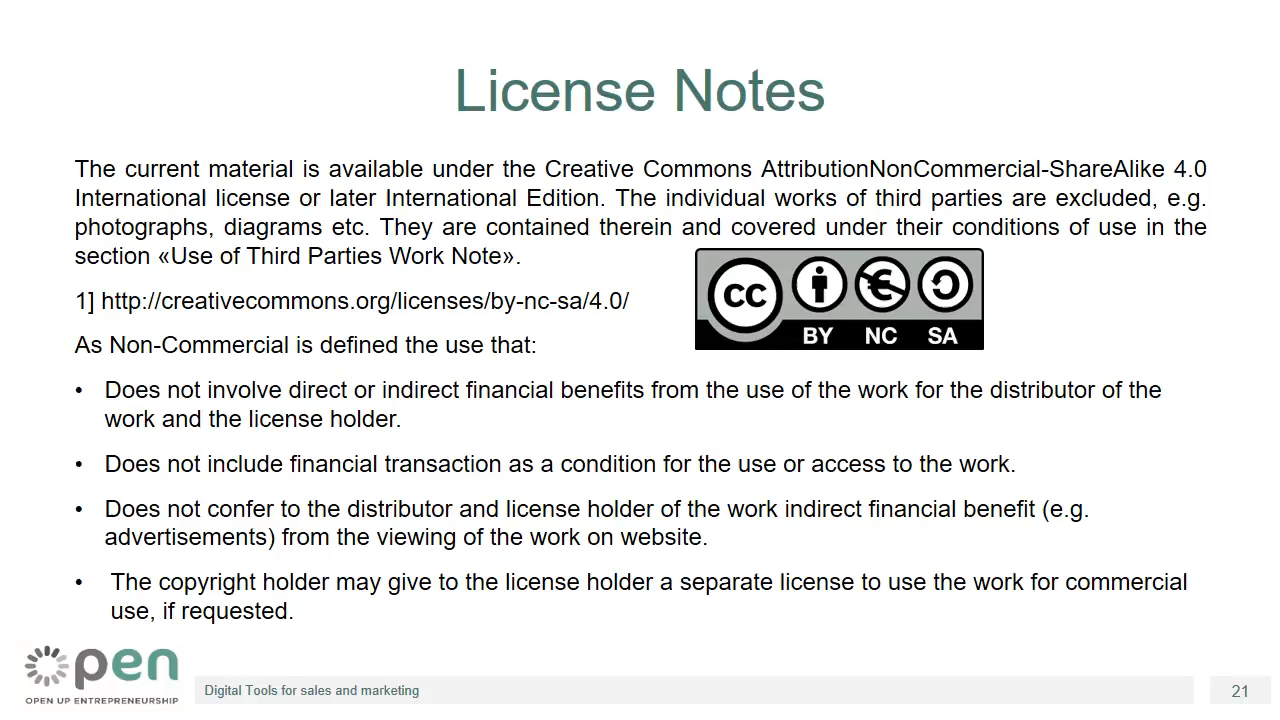 License Notes
The current material is available under the Creative Commons AttributionNonCommercial-ShareAlike 4.0
International license or later International Edition. The individual works of third parties are excluded, e.g.
photographs, diagrams etc. They are contained therein and covered under their conditions of use in the
section «Use of Third Parties Work Note».
1] http://creativecommons.org/licenses/by-nc-sa/4.0/
cc
BY NC SA
As Non-Commercial is defined the use that:
• Does not involve direct or indirect financial benefits from the use of the work for the distributor of the
work and the license holder.
• Does not include financial transaction as a condition for the use or access to the work.
• Does not confer to the distributor and license holder of the work indirect financial benefit (e.g.
advertisements) from the viewing of the work on website.
• The copyright holder may give to the license holder a separate license to use the work for commercial
use, if requested.
open
OPEN UP ENTREPRENEURSHIP
Digital Tools for sales and marketing
21